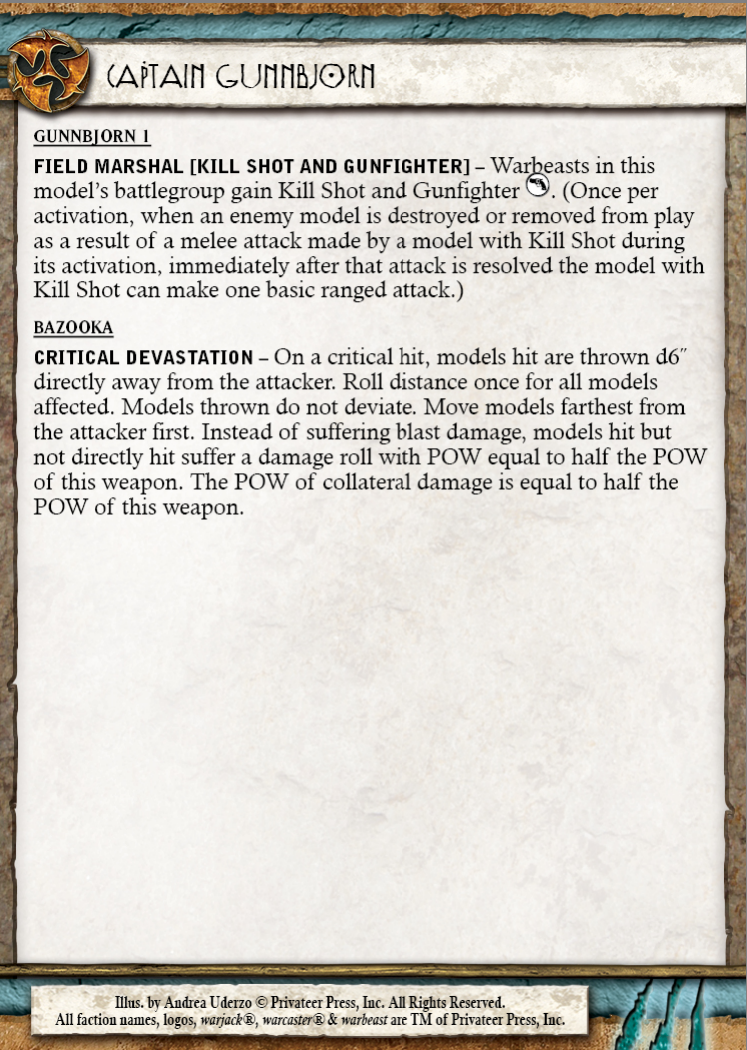 CAPTAIN GUNNBJORN
GUNNBJORN 1
FIELD MARSHAL [KILL SHOT AND GUNFIGHTER] – Warbeasts in this
model's battlegroup gain Kill Shot and Gunfighter . (Once per
activation, when an enemy model is destroyed or removed from play
as a result of a melee attack made by a model with Kill Shot during
its activation, immediately after that attack is resolved the model with
Kill Shot can make one basic ranged attack.)
BAZOOKA
CRITICAL DEVASTATION – On a critical hit, models hit are thrown d6˝
directly away from the attacker. Roll distance once for all models
affected. Models thrown do not deviate. Move models farthest from
the attacker first. Instead of suffering blast damage, models hit but
not directly hit suffer a damage roll with POW equal to half the POW
of this weapon. The POW of collateral damage is equal to half the
POW of this weapon.
Illus. by Andrea Uderzo © Privateer Press, Inc. All Rights Reserved.
All faction names, logos, warjack®, warcaster® & warbeast are TM of Privateer Press, Inc.